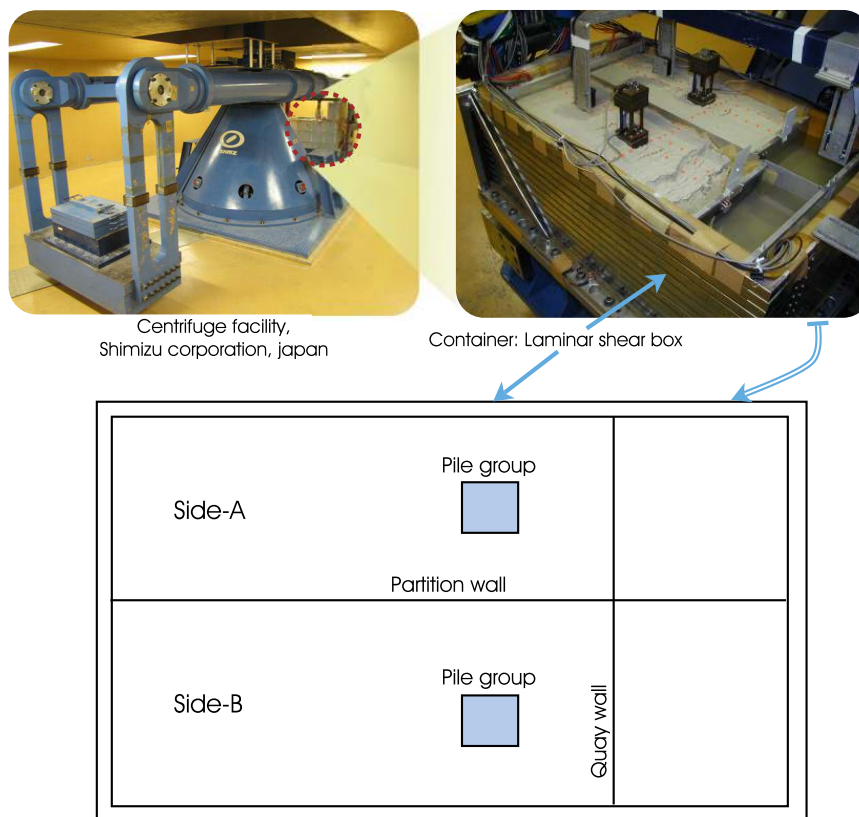 Centrifuge facility,
Shimizu corporation, japan
Container: Laminar shear box
Pile group
Side-A
Partition wall
Pile group
Side-B
Quay wall